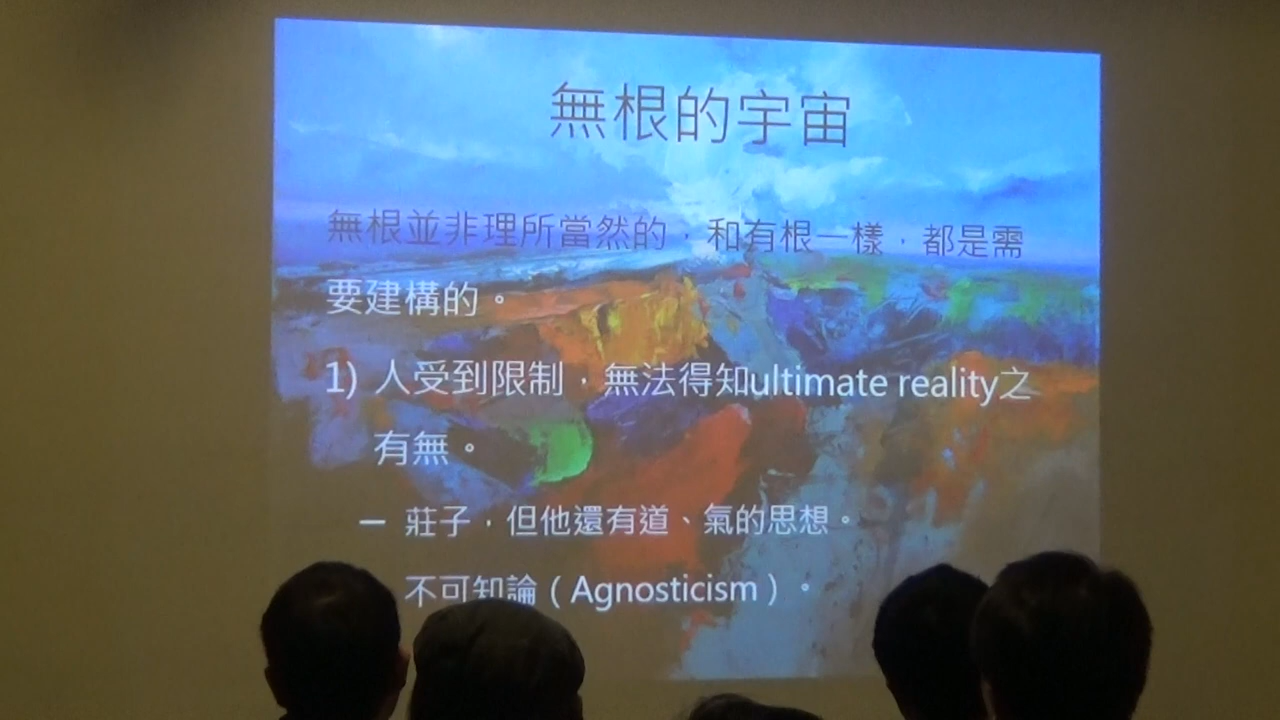 無根的宇宙
無根並非理所當然的，和有根一樣，都是需
要建構的。
1) 人受到限制，無法得知ultimate reality之
有無。
– 莊子，但他還有道、氣的思想。
不可知論（Agnosticism）。